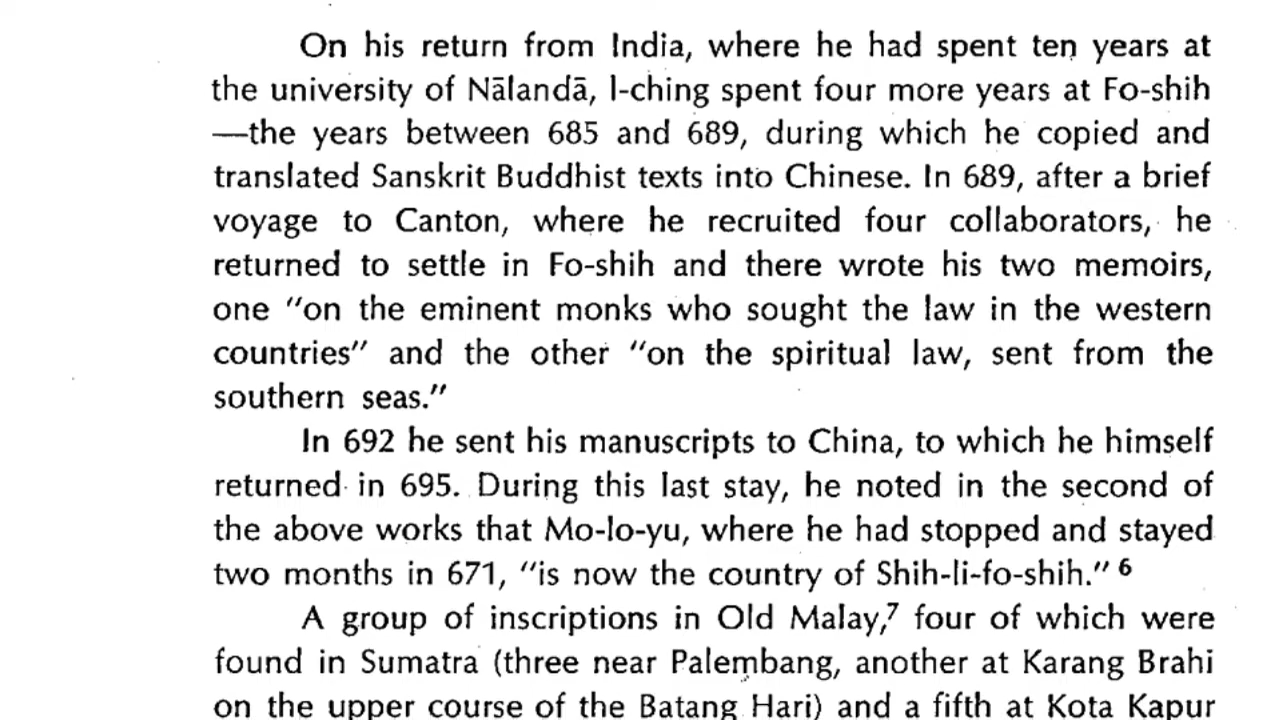 On his return from India, where he had spent ten years at
the university of Nālandā, I-ching spent four more years at Fo-shih
—the years between 685 and 689, during which he copied and
translated Sanskrit Buddhist texts into Chinese. In 689, after a brief
voyage to Canton, where he recruited four collaborators, he
returned to settle in Fo-shih and there wrote his two memoirs,
one "on the eminent monks who sought the law in the western
countries" and the other "on the spiritual law, sent from the
southern seas."
In 692 he sent his manuscripts to China, to which he himself
returned in 695. During this last stay, he noted in the second of
the above works that Mo-lo-yu, where he had stopped and stayed
two months in 671, "is now the country of Shih-li-fo-shih." 6
A group of inscriptions in Old Malay,7 four of which were
found in Sumatra (three near Palembang, another at Karang Brahi
on the upper course of the Batang Hari) and a fifth at Kota Kapur